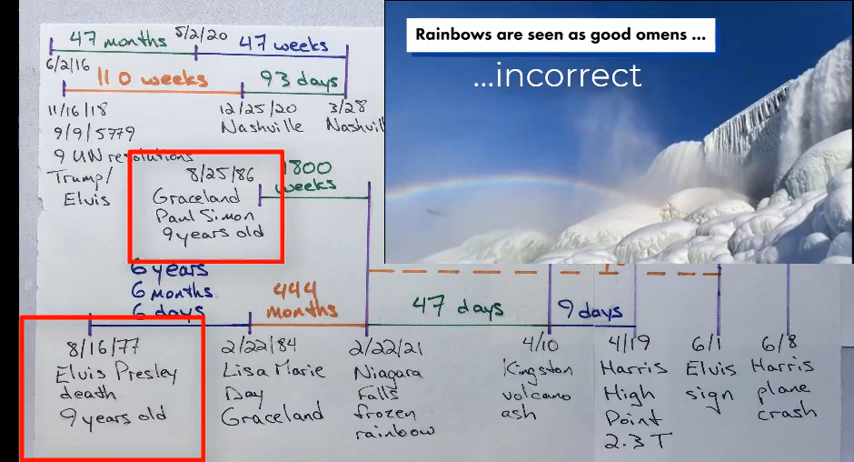 47 months 5/2/20 47 weeks
6/2/16
110 weeks 93 days
11/16/18 12/25/20 3/28
9/9/5779 Nashville Nashvill
9 UN resolutions
Trump/
Elvis
8/25/86
Graceland
Paul Simon
9 years old
1800
weeks
Rainbows are seen as good omens ...
...incorrect
6 years
6 months
6 days
444
months
47 days
9 days
8/16/77
Elvis Presley
death
9 years old
2/22/84
Lisa Marie
Day
Graceland
2/22/21
Niagara
Falls
frozen
rainbow
4/10
Kingston
volcano
ash
4/19
Harris
High
Point
2.3 T
6/1
Elvis
sign
6/8
Harris
plane
crash